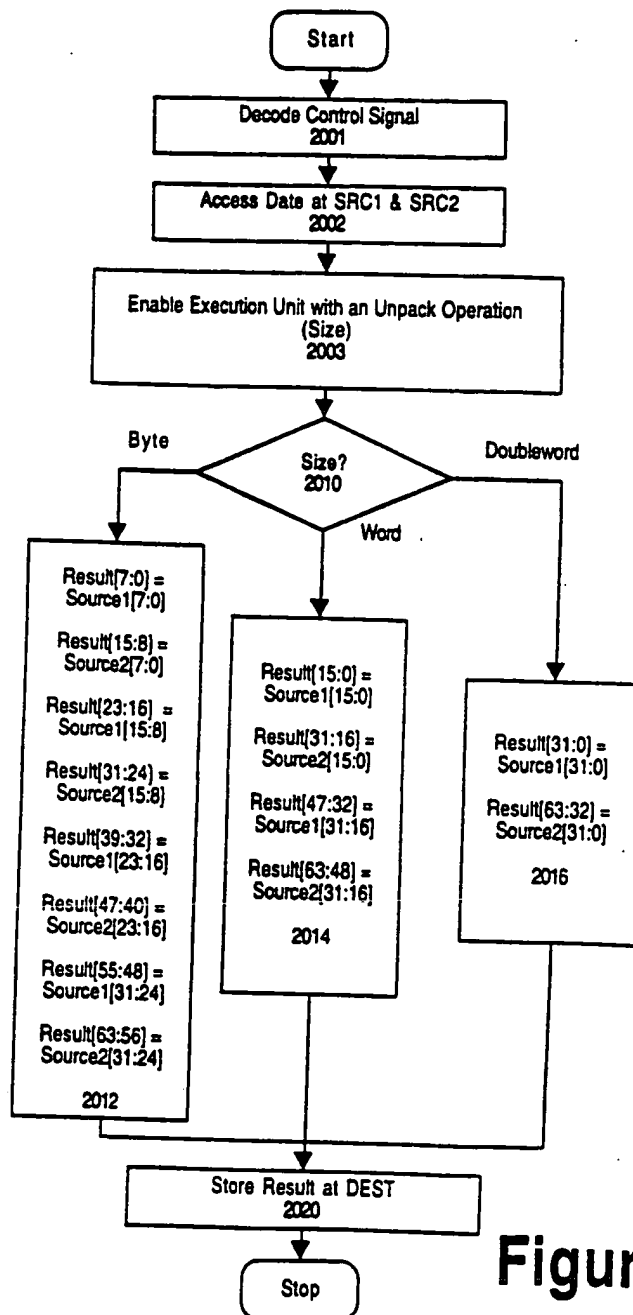 Start
Decode Control Signal
2001
Access Date at SRC1 & SRC2
2002
Enable Execution Unit with an Unpack Operation
(Size)
2003
Byte
Size?
2010
Doubleword
Word
Result[7:0] =
Source1[7:0]
Result[15:8] =
Source2[7:0]
Result[23:16] =
Source1[15:8]
Result[31:24] =
Source2[15:8]
Result[39:32] =
Source1[23:16]
Result[47:40] =
Source2[23:16]
Result[55:48] =
Source1[31:24]
Result[63:56] =
Source2[31:24]
2012
Result[15:0] =
Source1[15:0]
Result[31:16] =
Source2[15:0]
Result[47:32] =
Source1[31:16]
Result[63:48] =
Source2[31:16]
2014
Result[31:0] =
Source1[31:0]
Result[63:32] =
Source2[31:0]
2016
Store Result at DEST
2020
Stop
Figur